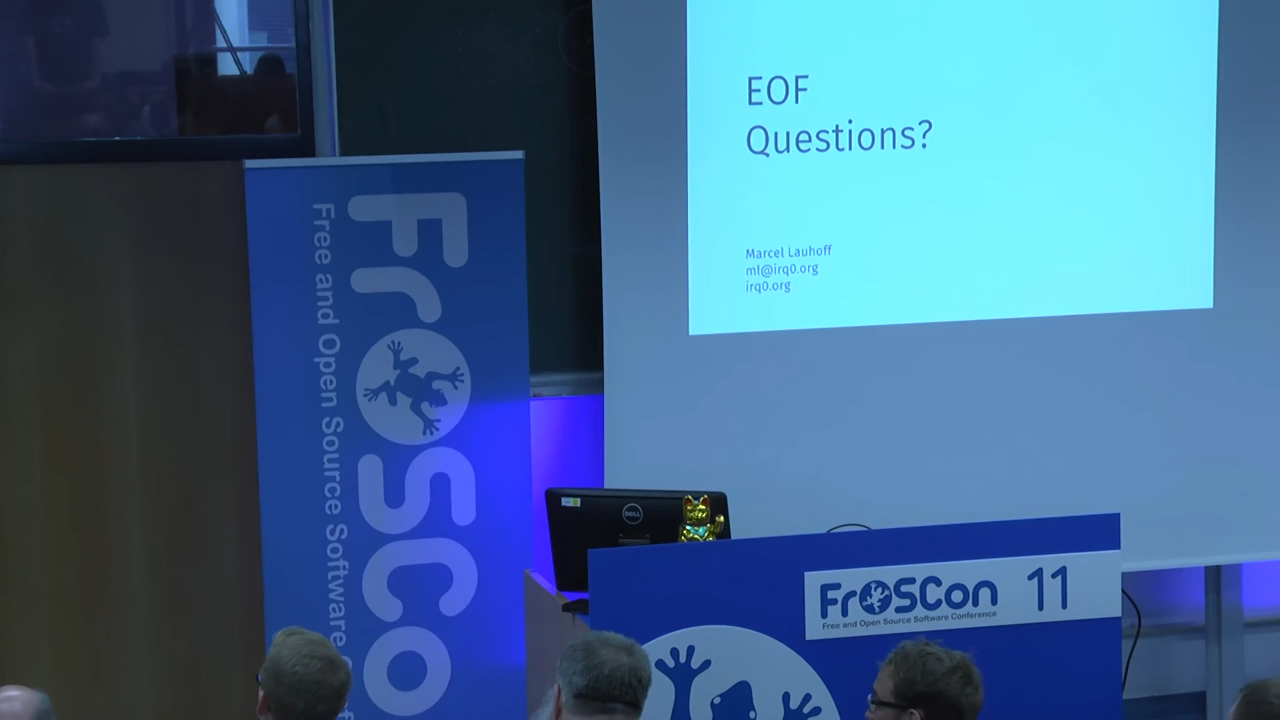 EOF
Questions?
Marcel Lauhoff
ml@irq0.org
irq0.org
FrOSCo
Free and Open Source Software
DELL
FrOSCon 11
Free and Open Source Software Conference